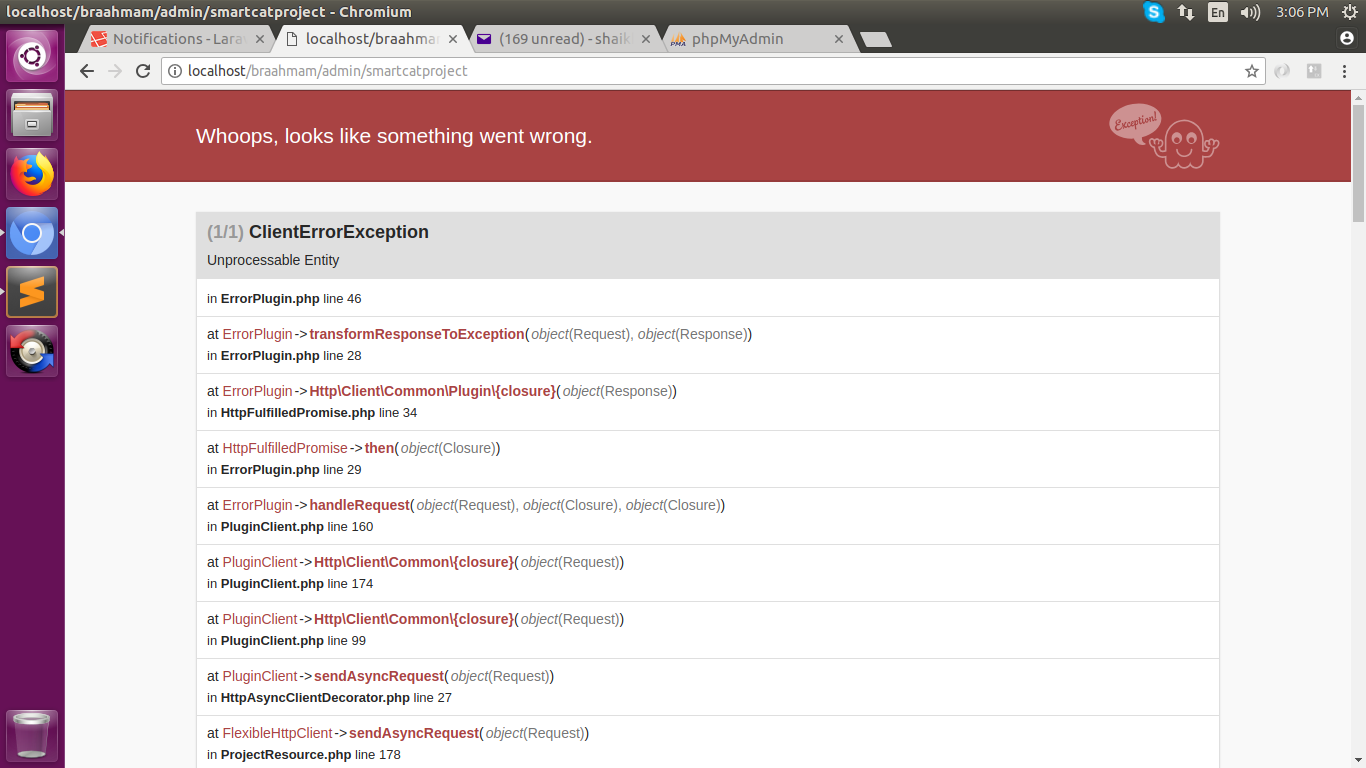 localhost/braahmam/admin/smartcatproject - Chromium
En
3:06 PM
Notifications - Lara
localhost/braahmar
(169 unread) - shaik
PMA
phpMyAdmin
localhost/braahmam/admin/smartcatproject
Whoops, looks like something went wrong.
Exception!
(1/1) ClientErrorException
Unprocessable Entity
in ErrorPlugin.php line 46
at ErrorPlugin->transformResponseToException(object(Request), object(Response))
in ErrorPlugin.php line 28
at ErrorPlugin->Http\Client\Common\Plugin\{closure}(object(Response))
in HttpFulfilledPromise.php line 34
at HttpFulfilledPromise->then(object(Closure))
in ErrorPlugin.php line 29
at ErrorPlugin->handleRequest(object(Request), object(Closure), object(Closure))
in PluginClient.php line 160
at PluginClient->Http\Client\Common\{closure}(object(Request))
in PluginClient.php line 174
at PluginClient->Http\Client\Common\{closure}(object(Request))
in PluginClient.php line 99
at PluginClient->sendAsyncRequest(object(Request))
in HttpAsyncClientDecorator.php line 27
at FlexibleHttpClient->sendAsyncRequest(object(Request))
in ProjectResource.php line 178